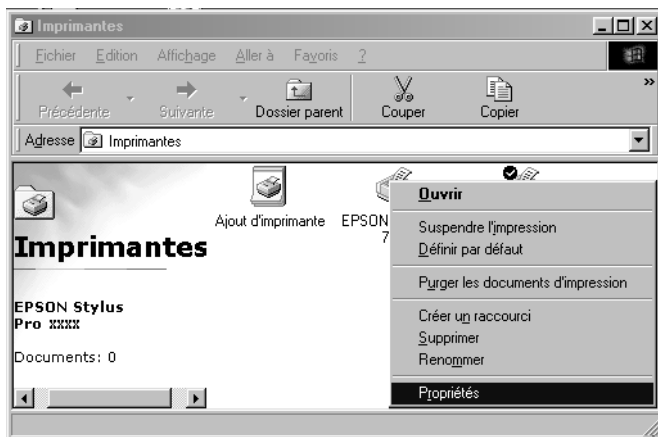 Imprimantes
Fichier Edition Affichage Aller à Favoris ?
Précédente Suivante Dossier parent Couper Copier »
Adresse Imprimantes
Ajout d'imprimante
EPSON
7
Imprimantes
EPSON Stylus
Pro xxxx
Documents: 0
Ouvrir
Suspendre l'impression
Définir par défaut
Purger les documents d'impression
Créer un raccourci
Supprimer
Renommer
Propriétés